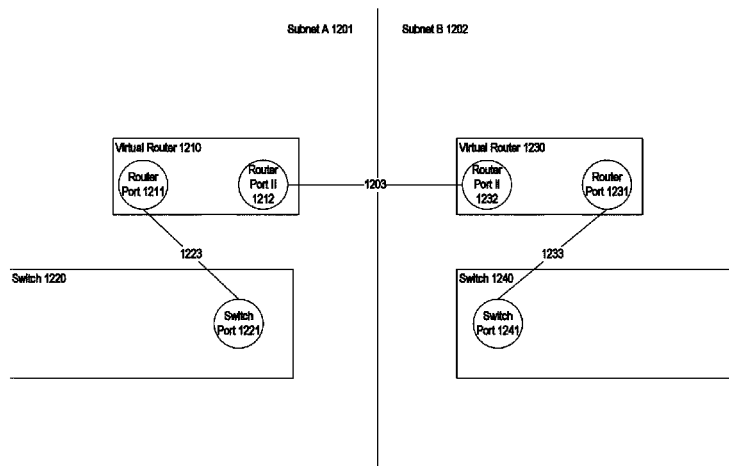 Subnet A 1201
Subnet B 1202
Virtual Router 1210
Router
Port 1211
Router
Port II
1212
1203
Virtual Router 1230
Router
Port II
1232
Router
Port 1231
1223
1233
Switch 1220
Switch
Port 1221
Switch 1240
Switch
Port 1241